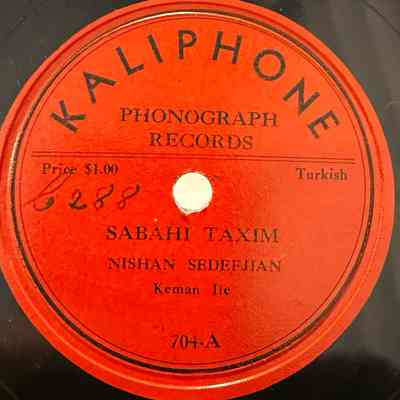 KALIPHONE
PHONOGRAPH
RECORDS
Price $1.00 Turkish
6288
SABAHI TAXIM
NISHAN SEDEFJIAN
Keman Ile
704-A